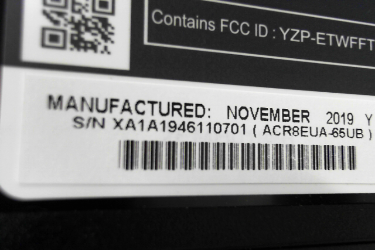 Contains FCC ID : YZP-ETWFFT
MANUFACTURED: NOVEMBER 2019 Y
S/N XA1A1946110701 ( ACR8EUA-65UB )